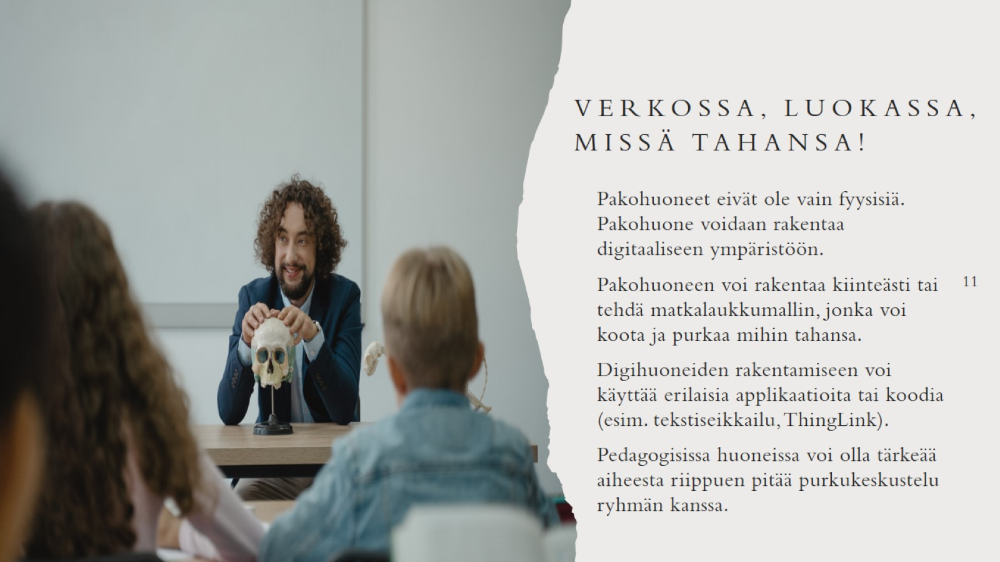 VERKOSSA, LUOKASSA,
MISSÄ TAHANSA!
Pakohuoneet eivät ole vain fyysisiä.
Pakohuone voidaan rakentaa
digitaaliseen ympäristöön.
Pakohuoneen voi rakentaa kiinteästi tai
tehdä matkalaukkumallin, jonka voi
koota ja purkaa mihin tahansa.
11
Digihuoneiden rakentamiseen voi
käyttää erilaisia applikaatioita tai koodia
(esim. tekstiseikkailu, ThingLink).
Pedagogisissa huoneissa voi olla tärkeää
aiheesta riippuen pitää purkukeskustelu
ryhmän kanssa.